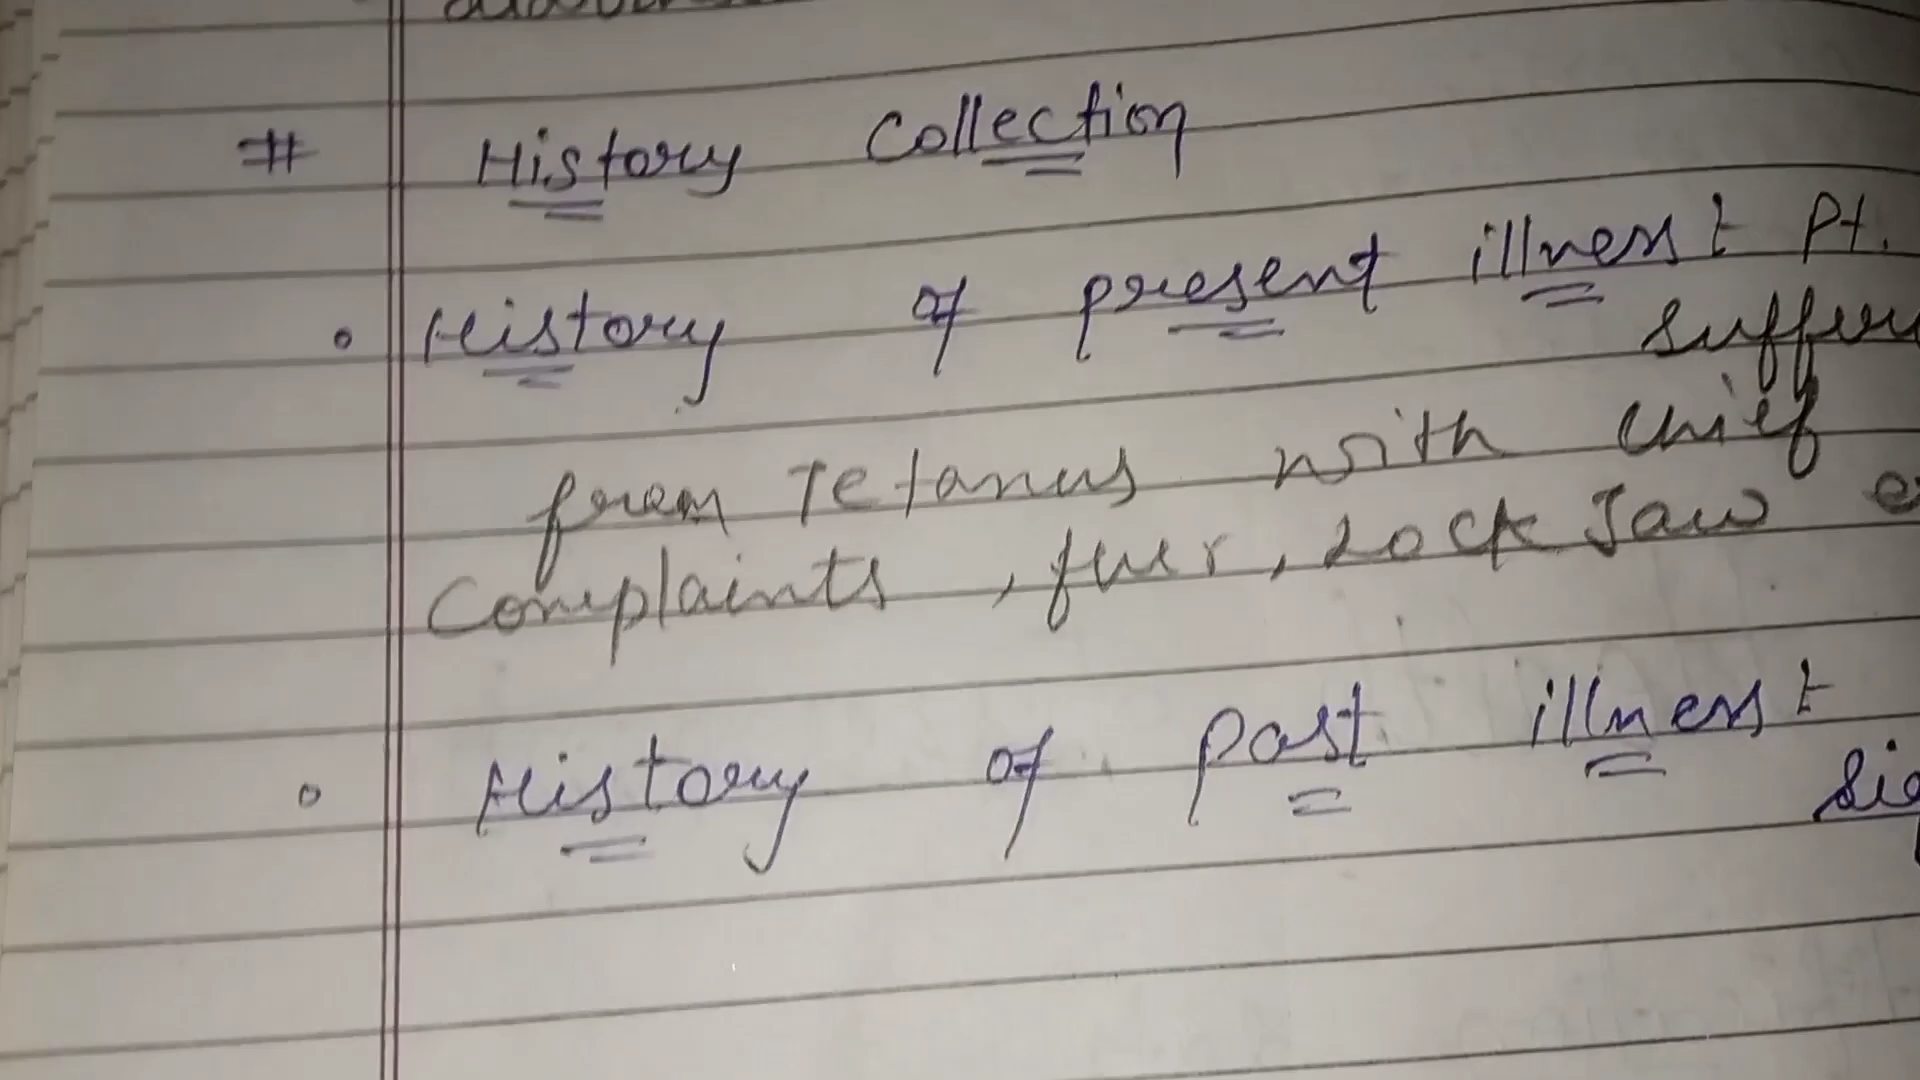 # History Collection
• History of present illness : Pt.
suffer
from Tetanus with chief
complaints , fever, Lock Jaw
• History of past illness :